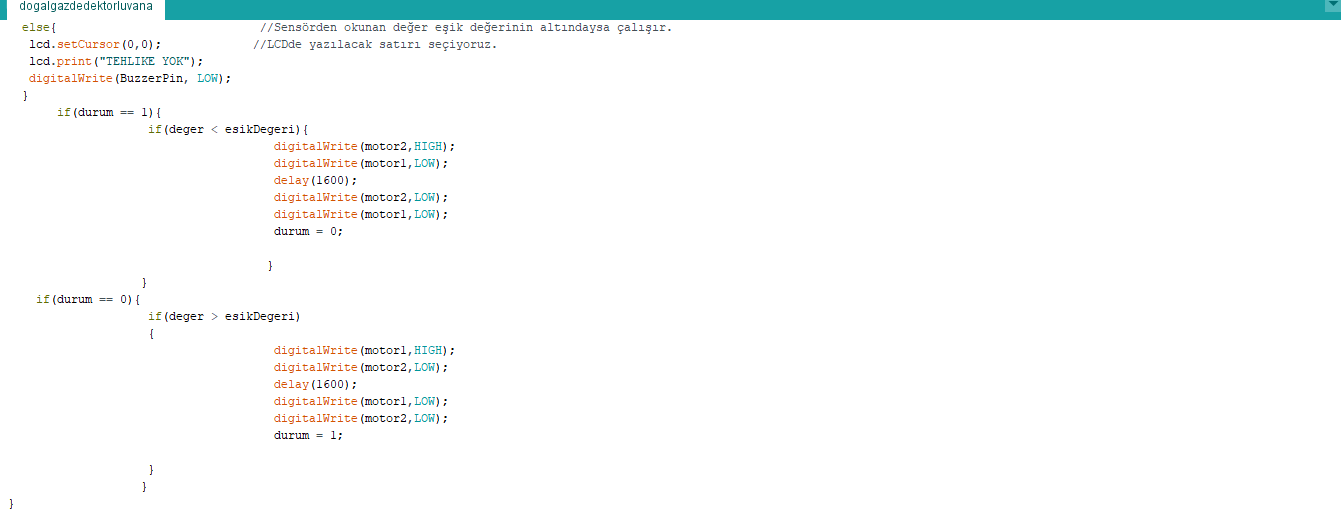 dogalgazdedektorluvana
else{ //Sensörden okunan değer eşik değerinin altındaysa çalışır.
lcd.setCursor(0,0); //LCDde yazılacak satırı seçiyoruz.
lcd.print("TEHLIKE YOK");
digitalWrite(BuzzerPin, LOW);
}
if(durum == 1){
if(deger < esikDegeri){
digitalWrite(motor2,HIGH);
digitalWrite(motor1,LOW);
delay(1600);
digitalWrite(motor2,LOW);
digitalWrite(motor1,LOW);
durum = 0;
}
}
if(durum == 0){
if(deger > esikDegeri)
{
digitalWrite(motor1,HIGH);
digitalWrite(motor2,LOW);
delay(1600);
digitalWrite(motor1,LOW);
digitalWrite(motor2,LOW);
durum = 1;
}
}
}